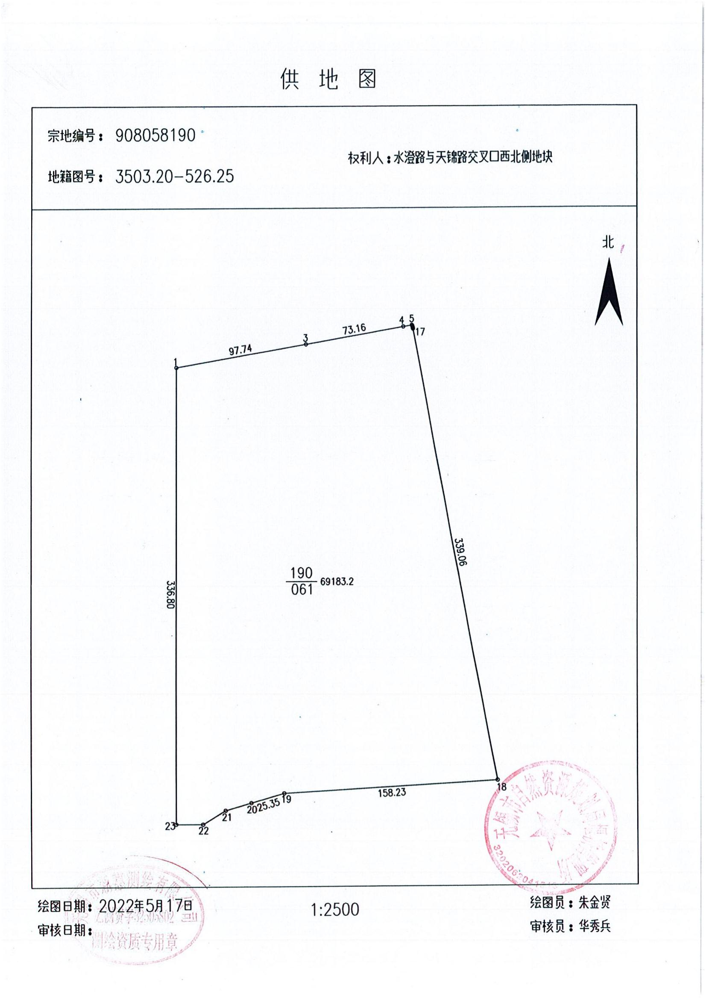 供 地 图
宗地编号： 908058190
权利人：水澄路与天锦路交叉口西北侧地块
地籍图号： 3503.20-526.25
北
4 5
17
73.16
3
97.74
1
339.06
190
061
69183.2
336.80
18
158.23
19
25.35
20
21
22
23
320206204
绘图日期：2022年5月17日
1:2500
绘图员：朱金贤
审核日期：
审核员：华秀兵
测绘资质专用章